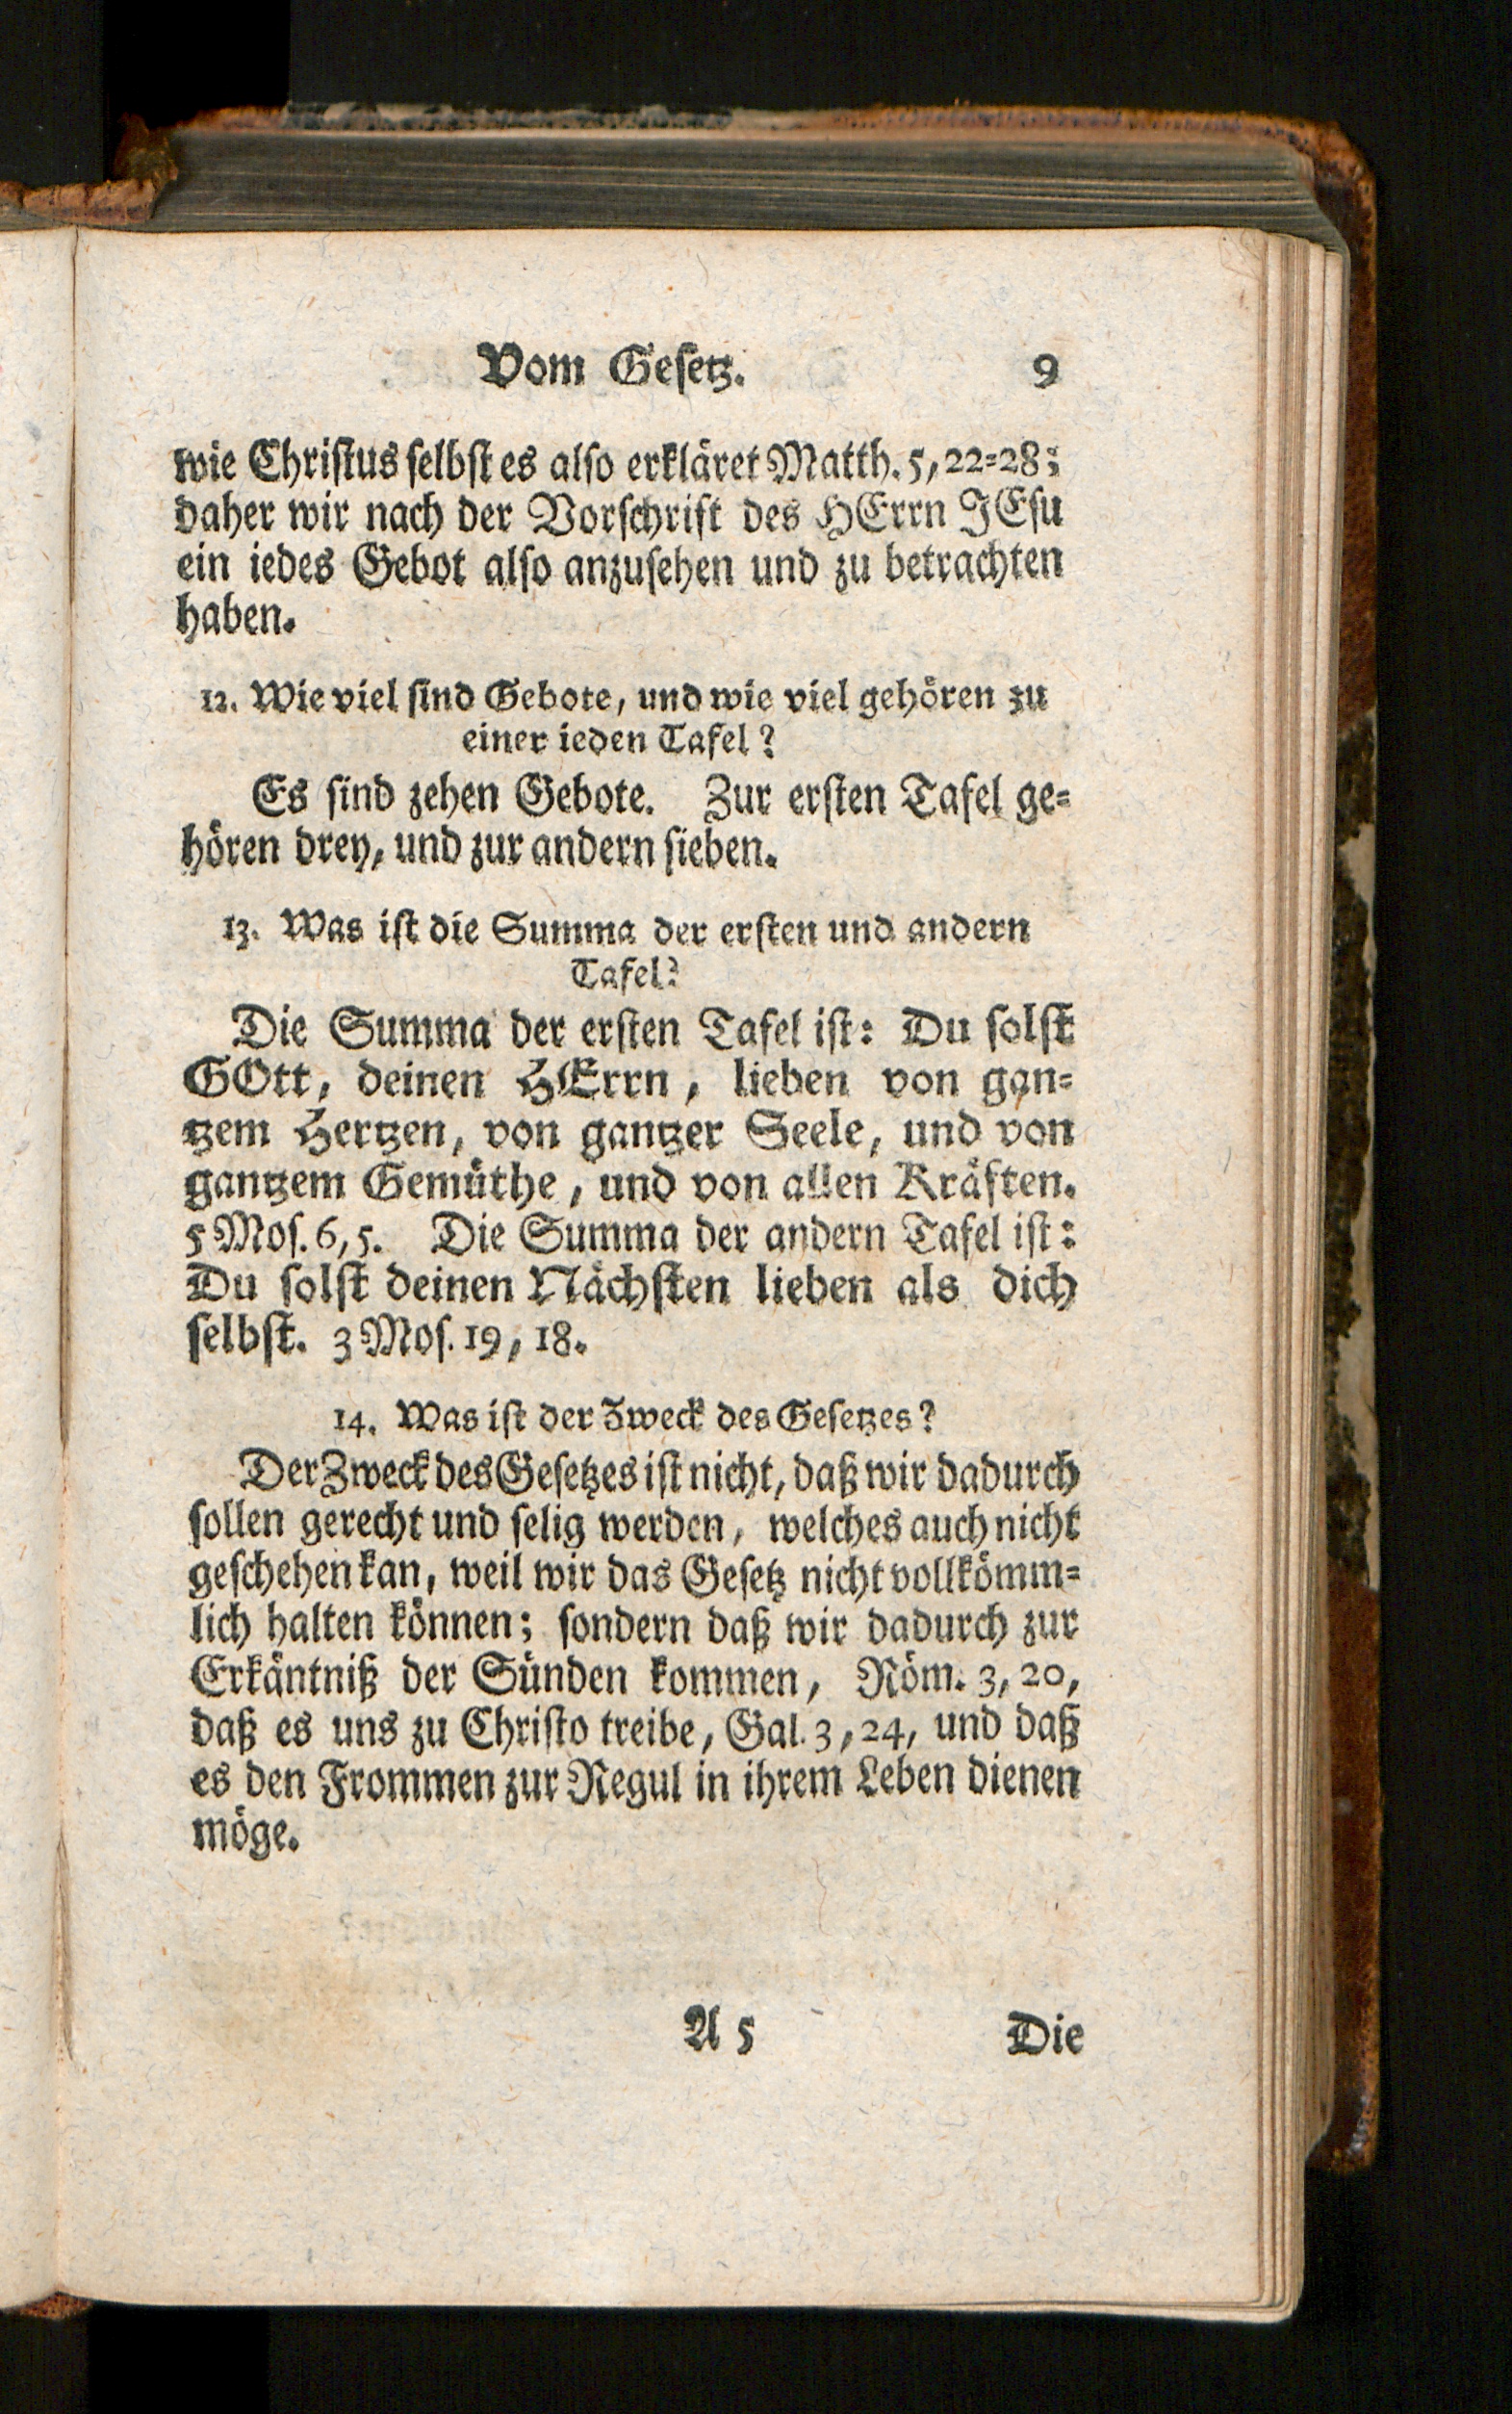 Vom Geſetz. 9
wie Chriſtus ſelbſt es alſo erkläret Matth. 5, 22=28;
daher wir nach der Vorſchrift des HErrn JEſu
ein iedes Gebot alſo anzuſehen und zu betrachten
haben.
12. Wie viel ſind Gebote, und wie viel gehören zu
einer ieden Tafel?
Es ſind zehen Gebote. Zur erſten Tafel ge=
hören drey, und zur andern ſieben.
13. Was iſt die Summa der erſten und andern
Tafel?
Die Summa der erſten Tafel iſt: Du ſolſt
GOtt, deinen HErrn, lieben von gan=
tzem Hertzen, von gantzer Seele, und von
gantzem Gemüthe, und von allen Kräften.
5 Moſ. 6, 5. Die Summa der andern Tafel iſt:
Du ſolſt deinen Nächſten lieben als dich
ſelbſt. 3 Moſ. 19, 18.
14. Was iſt der Zweck des Geſetzes?
Der Zweck des Geſetzes iſt nicht, daß wir dadurch
ſollen gerecht und ſelig werden, welches auch nicht
geſchehen kan, weil wir das Geſetz nicht vollkömm=
lich halten können; ſondern daß wir dadurch zur
Erkäntniß der Sünden kommen, Röm. 3, 20,
daß es uns zu Chriſto treibe, Gal. 3, 24, und daß
es den Frommen zur Regul in ihrem Leben dienen
möge.
A 5 Die